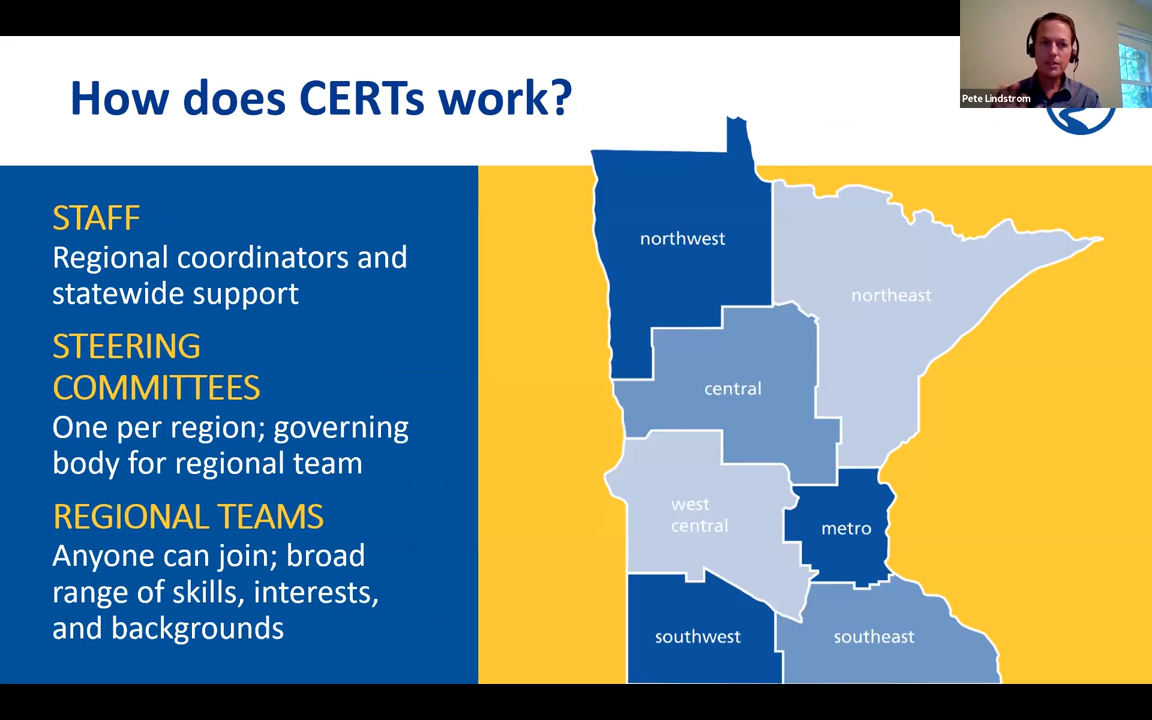 How does CERTs work?
Pete Lindstrom
STAFF
Regional coordinators and
statewide support
STEERING
COMMITTEES
One per region; governing
body for regional team
REGIONAL TEAMS
Anyone can join; broad
range of skills, interests,
and backgrounds
northwest
northeast
central
west
central
metro
southwest
southeast